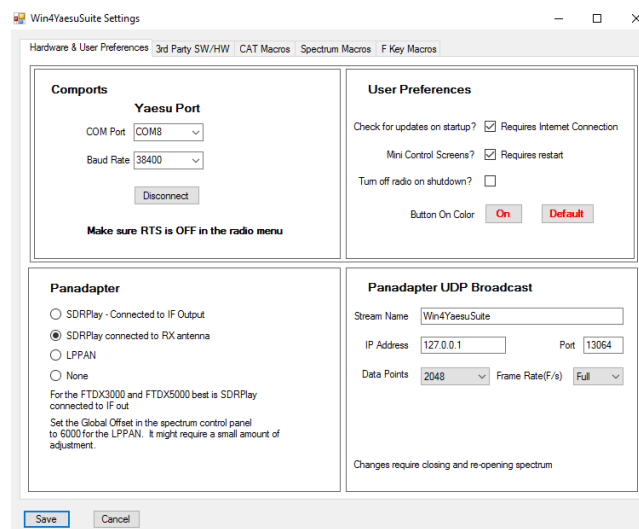 Win4YaesuSuite Settings
Hardware & User Preferences 3rd Party SW/HW CAT Macros Spectrum Macros F Key Macros
Comports
Yaesu Port
COM Port COM8
Baud Rate 38400
Disconnect
Make sure RTS is OFF in the radio menu
User Preferences
Check for updates on startup? Requires Internet Connection
Mini Control Screens? Requires restart
Turn off radio on shutdown?
Button On Color On Default
Panadapter
SDRPlay - Connected to IF Output
SDRPlay connected to RX antenna
LPPAN
None
For the FTDX3000 and FTDX5000 best is SDRPlay
connected to IF out
Set the Global Offset in the spectrum control panel
to 6000 for the LPPAN. It might require a small amount of
adjustment.
Panadapter UDP Broadcast
Stream Name Win4YaesuSuite
IP Address 127.0.0.1 Port 13064
Data Points 2048 Frame Rate(F/s) Full
Changes require closing and re-opening spectrum
Save Cancel